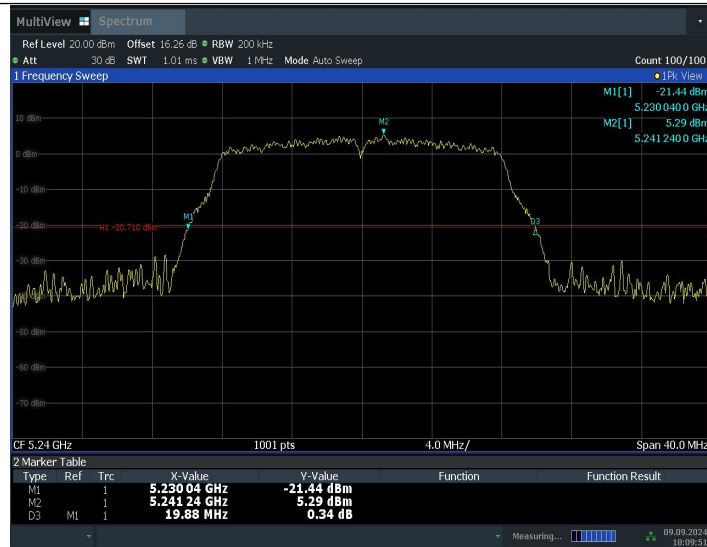 MultiView Spectrum
Ref Level 20.00 dBm Offset 16.26 dB RBW 200 kHz
Att 30 dB SWT 1.01 ms VBW 1 MHz Mode Auto Sweep Count 100/100
1 Frequency Sweep 1Pk View
M1[1] -21.44 dBm
5.230 040 0 GHz
M2[1] 5.29 dBm
5.241 240 0 GHz
M2
10 dBm
0 dBm
-10 dBm
M1
-20 dBm
H1 -20.710 dBm
D3
-30 dBm
-40 dBm
-50 dBm
-60 dBm
-70 dBm
CF 5.24 GHz 1001 pts 4.0 MHz/ Span 40.0 MHz
2 Marker Table
Type Ref Trc X-Value Y-Value Function Function Result
M1 1 5.230 04 GHz -21.44 dBm
M2 1 5.241 24 GHz 5.29 dBm
D3 M1 1 19.88 MHz 0.34 dB
Measuring... 09.09.2024
18:09:51